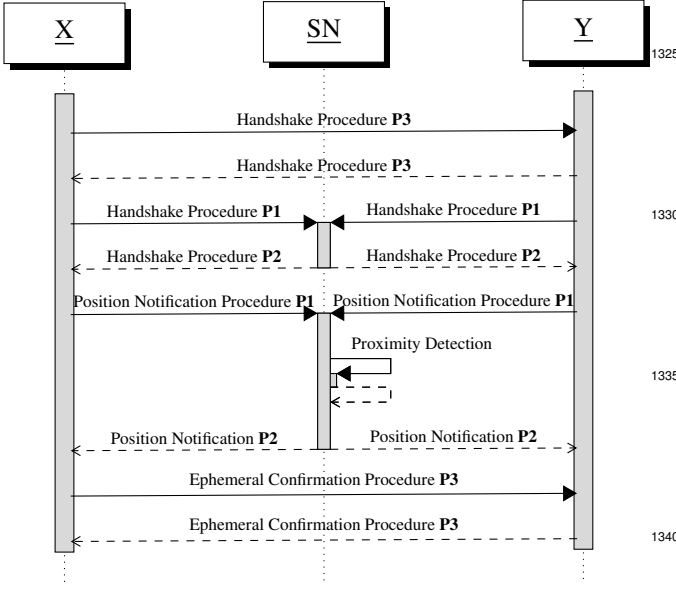 X
SN
Y
1325
Handshake Procedure P3
Handshake Procedure P3
1330
Handshake Procedure P1
Handshake Procedure P1
Handshake Procedure P2
Handshake Procedure P2
Position Notification Procedure P1
Position Notification Procedure P1
Proximity Detection
1335
Position Notification P2
Position Notification P2
Ephemeral Confirmation Procedure P3
Ephemeral Confirmation Procedure P3
1340